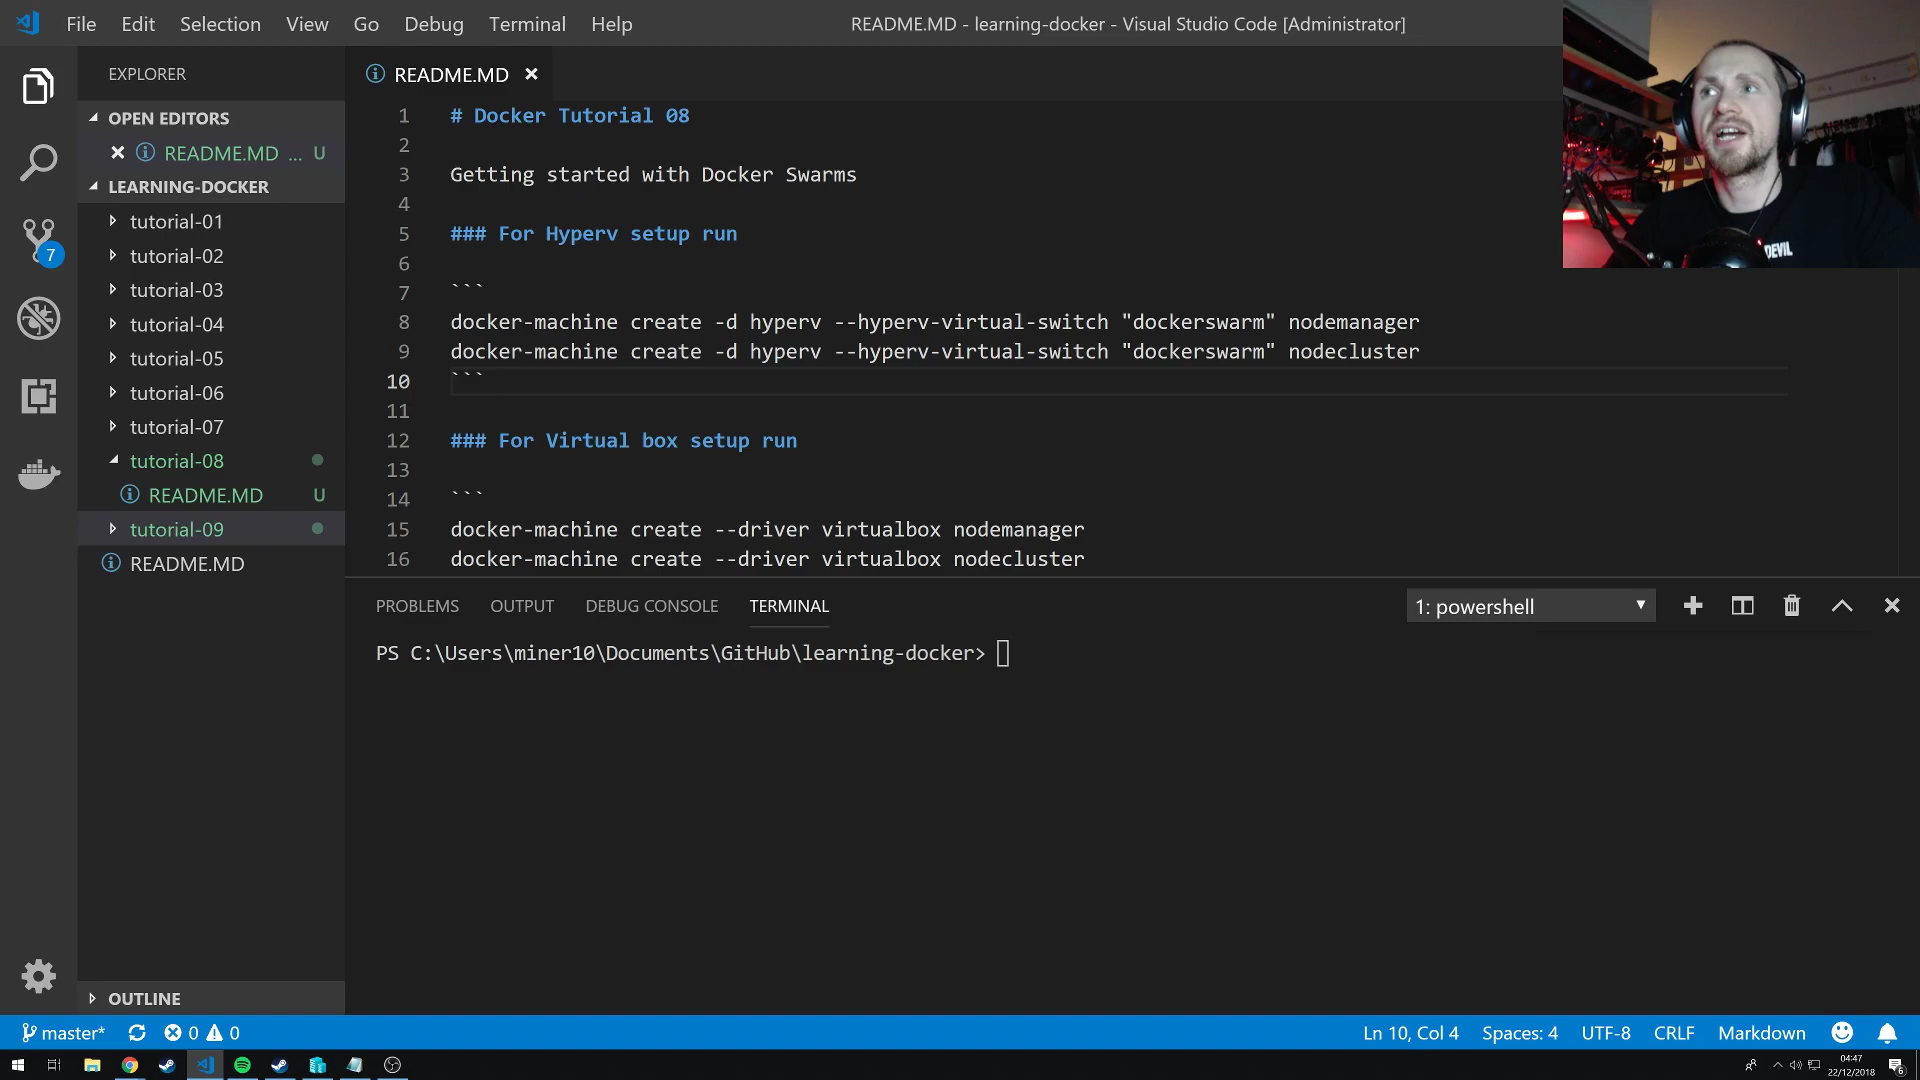 File Edit Selection View Go Debug Terminal Help
README.MD - learning-docker - Visual Studio Code [Administrator]
EXPLORER
OPEN EDITORS
README.MD ... U
LEARNING-DOCKER
tutorial-01
tutorial-02
tutorial-03
tutorial-04
tutorial-05
tutorial-06
tutorial-07
tutorial-08
README.MD U
tutorial-09
README.MD
OUTLINE
7
README.MD
1 # Docker Tutorial 08
2
3 Getting started with Docker Swarms
4
5 ### For Hyperv setup run
6
7 ```
8 docker-machine create -d hyperv --hyperv-virtual-switch "dockerswarm" nodemanager
9 docker-machine create -d hyperv --hyperv-virtual-switch "dockerswarm" nodecluster
10 ```
11
12 ### For Virtual box setup run
13
14 ```
15 docker-machine create --driver virtualbox nodemanager
16 docker-machine create --driver virtualbox nodecluster
DEVIL
PROBLEMS OUTPUT DEBUG CONSOLE TERMINAL
1: powershell
PS C:\Users\miner10\Documents\GitHub\learning-docker>
master* 0 0
Ln 10, Col 4 Spaces: 4 UTF-8 CRLF Markdown
04:47
22/12/2018
6